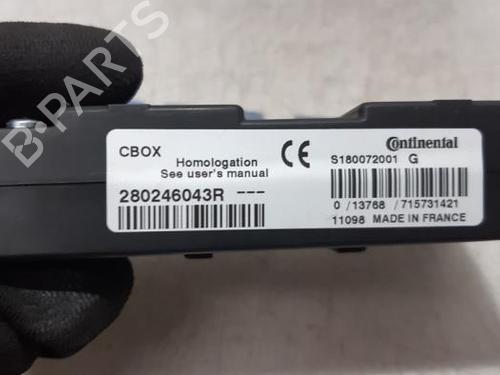 B-PARTS
CBOX
Homologation
See user's manual
CE
280246043R ---
Continental
S180072001 G
0 / 13768 / 715731421
11098 MADE IN FRANCE